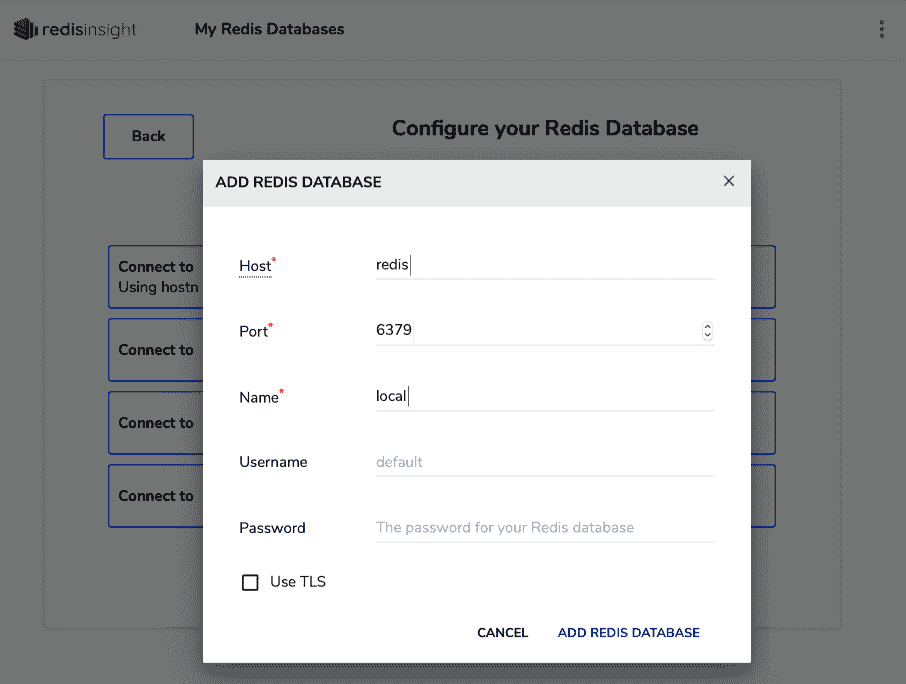 redisinsight
My Redis Databases
Back
Configure your Redis Database
ADD REDIS DATABASE
Connect to
Using hostn
Connect to
Connect to
Connect to
Host*
redis
Port*
6379
Name*
local
Username
default
Password
The password for your Redis database
Use TLS
CANCEL
ADD REDIS DATABASE